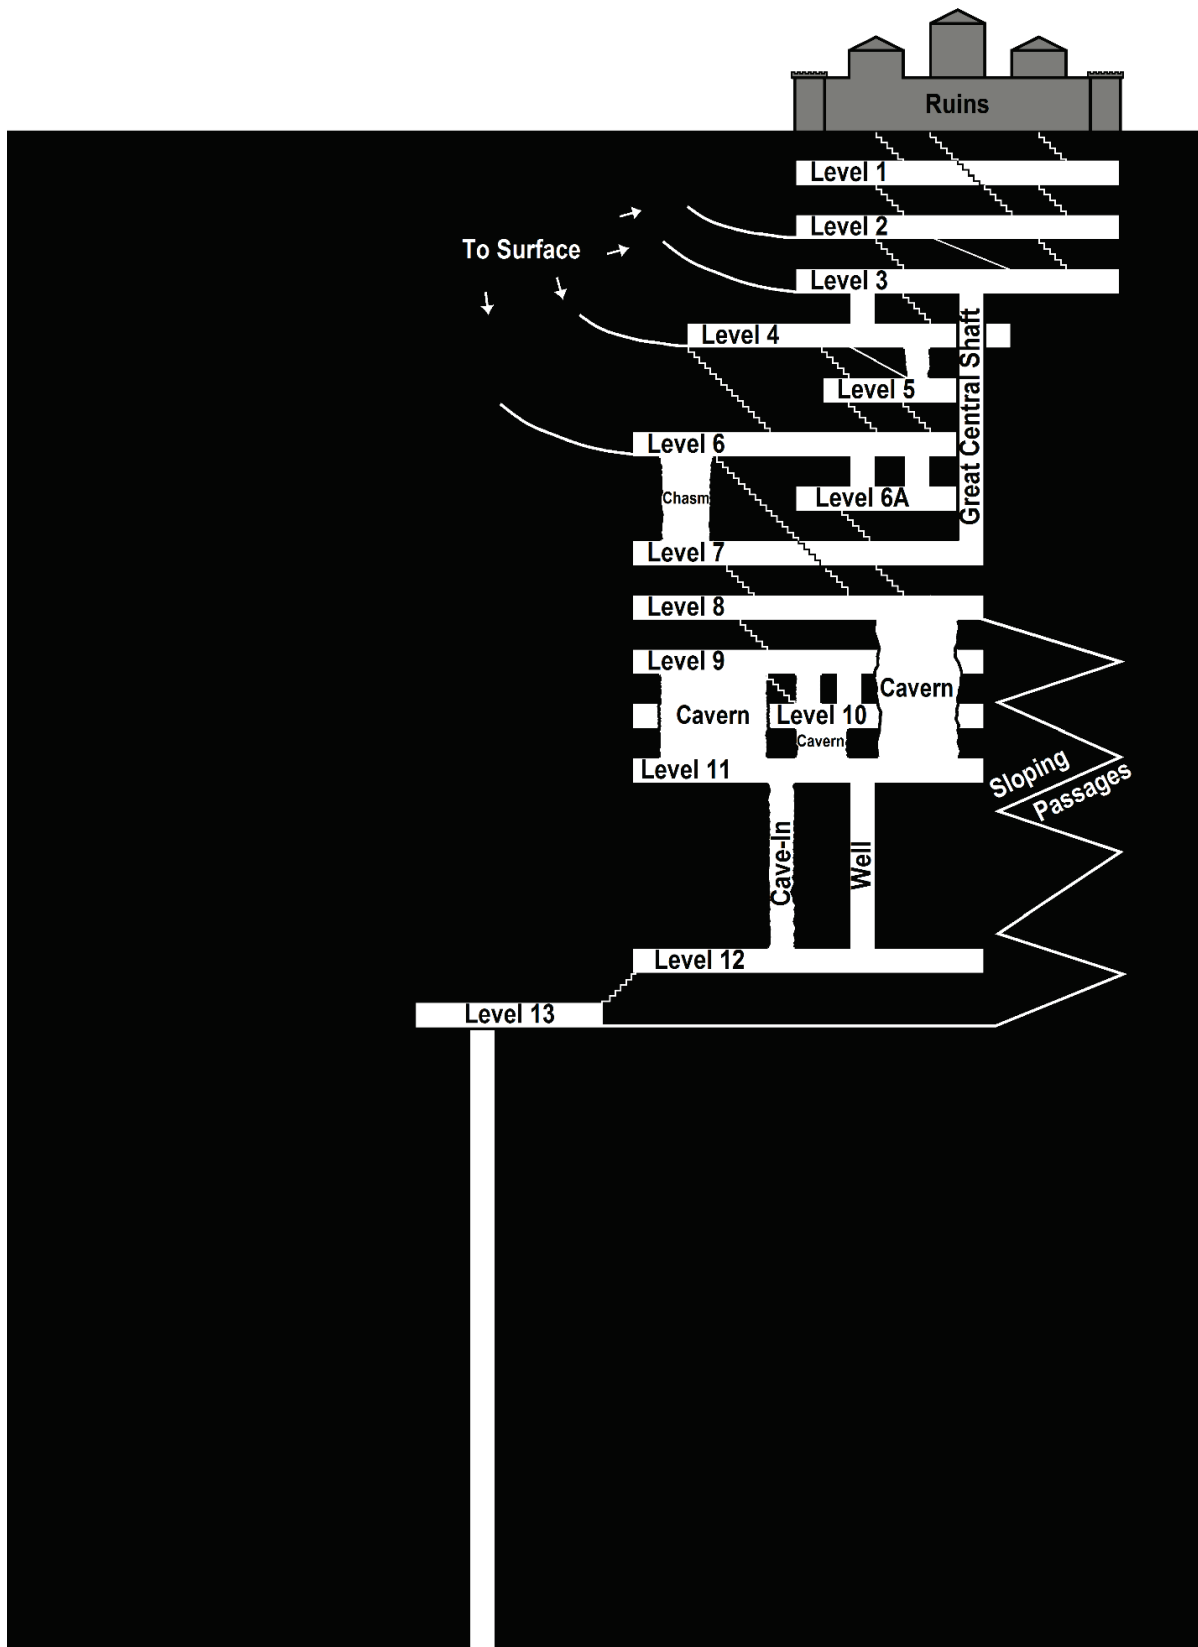 Ruins
Level 1
Level 2
To Surface
Level 3
Level 4
Great Central Shaft
Level 5
Level 6
Chasm
Level 6A
Level 7
Level 8
Level 9
Cavern
Cavern
Level 10
Cavern
Level 11
Sloping
Passages
Cave-In
Well
Level 12
Level 13